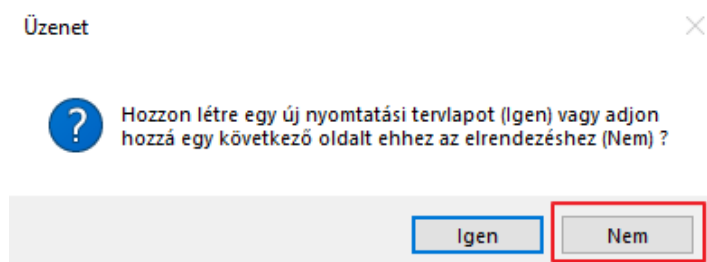 Üzenet
Hozzon létre egy új nyomtatási tervlapot (Igen) vagy adjon
hozzá egy következő oldalt ehhez az elrendezéshez (Nem) ?
Igen
Nem